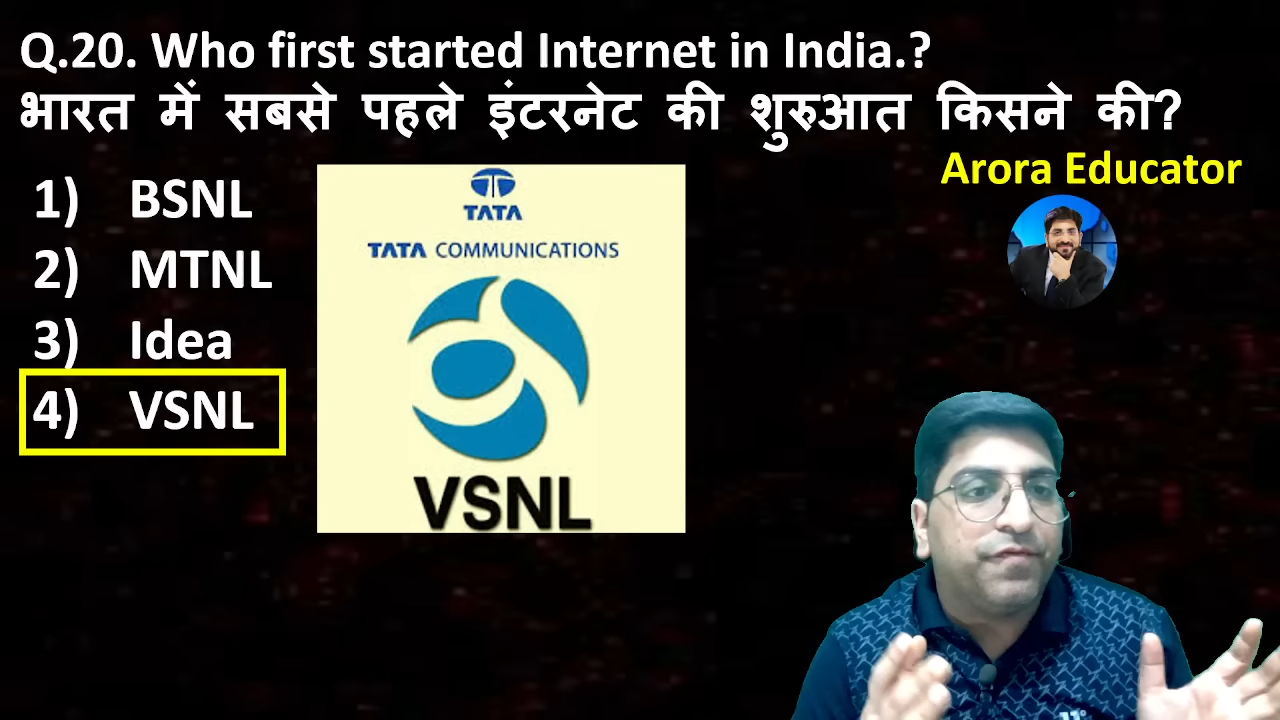 Q.20. Who first started Internet in India.?
भारत में सबसे पहले इंटरनेट की शुरुआत किसने की?
Arora Educator
1) BSNL
2) MTNL
3) Idea
4) VSNL
TATA
TATA COMMUNICATIONS
VSNL